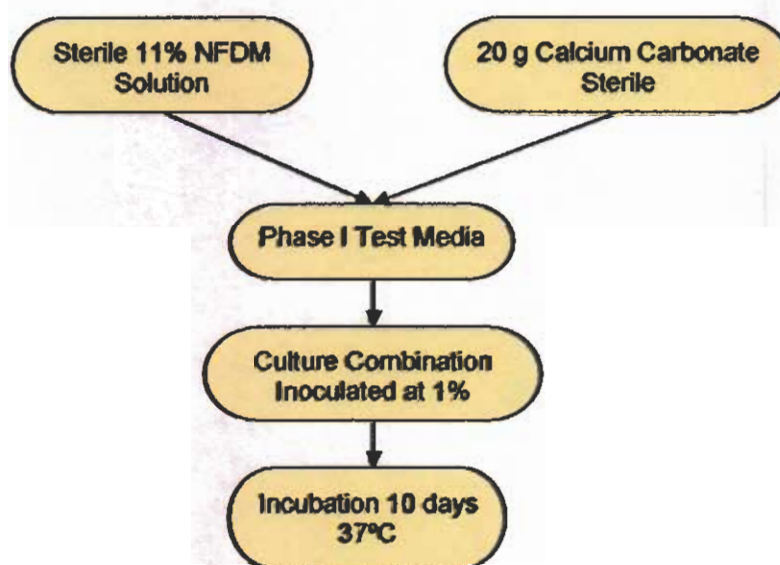 Sterile 11% NFDM
Solution
20 g Calcium Carbonate
Sterile
Phase I Test Media
Culture Combination
Inoculated at 1%
Incubation 10 days
37ºC